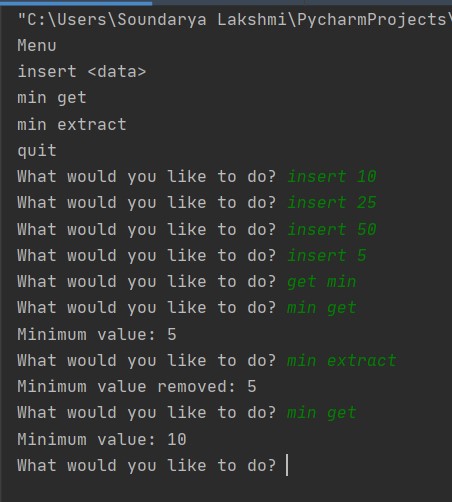 "C:\Users\Soundarya Lakshmi\PycharmProjects\
Menu
insert <data>
min get
min extract
quit
What would you like to do? insert 10
What would you like to do? insert 25
What would you like to do? insert 50
What would you like to do? insert 5
What would you like to do? get min
What would you like to do? min get
Minimum value: 5
What would you like to do? min extract
Minimum value removed: 5
What would you like to do? min get
Minimum value: 10
What would you like to do?